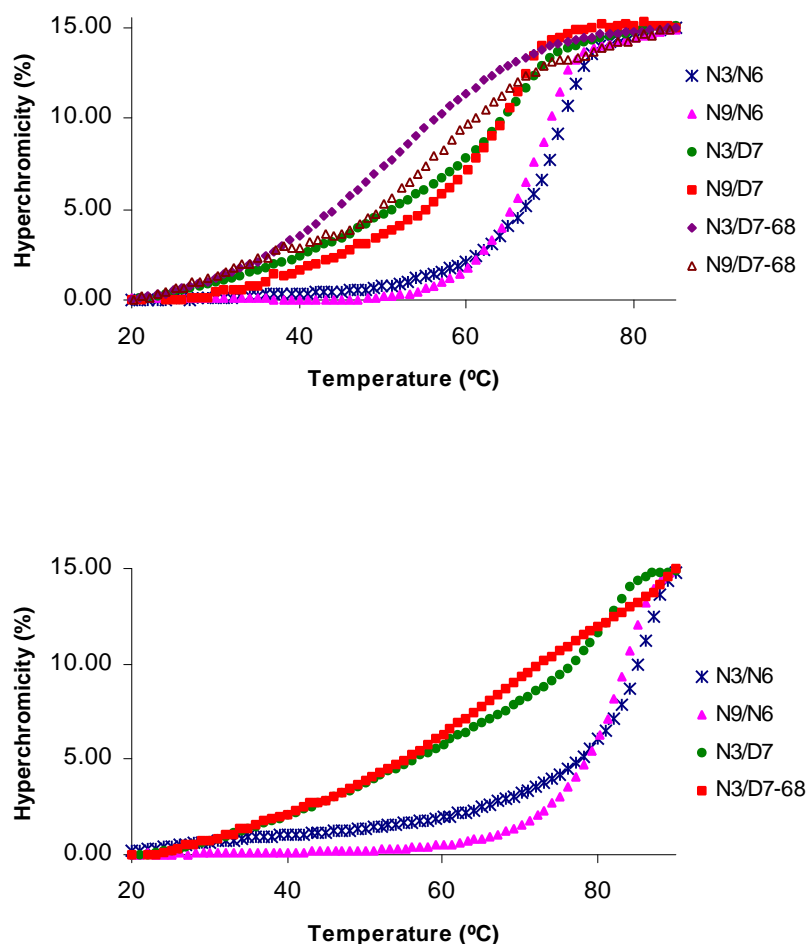 15.00
10.00
5.00
0.00
Hyperchromicity (%)
20 40 60 80
Temperature (ºC)
N3/N6
N9/N6
N3/D7
N9/D7
N3/D7-68
N9/D7-68
15.00
10.00
5.00
0.00
Hyperchromicity (%)
20 40 60 80
Temperature (ºC)
N3/N6
N9/N6
N3/D7
N3/D7-68